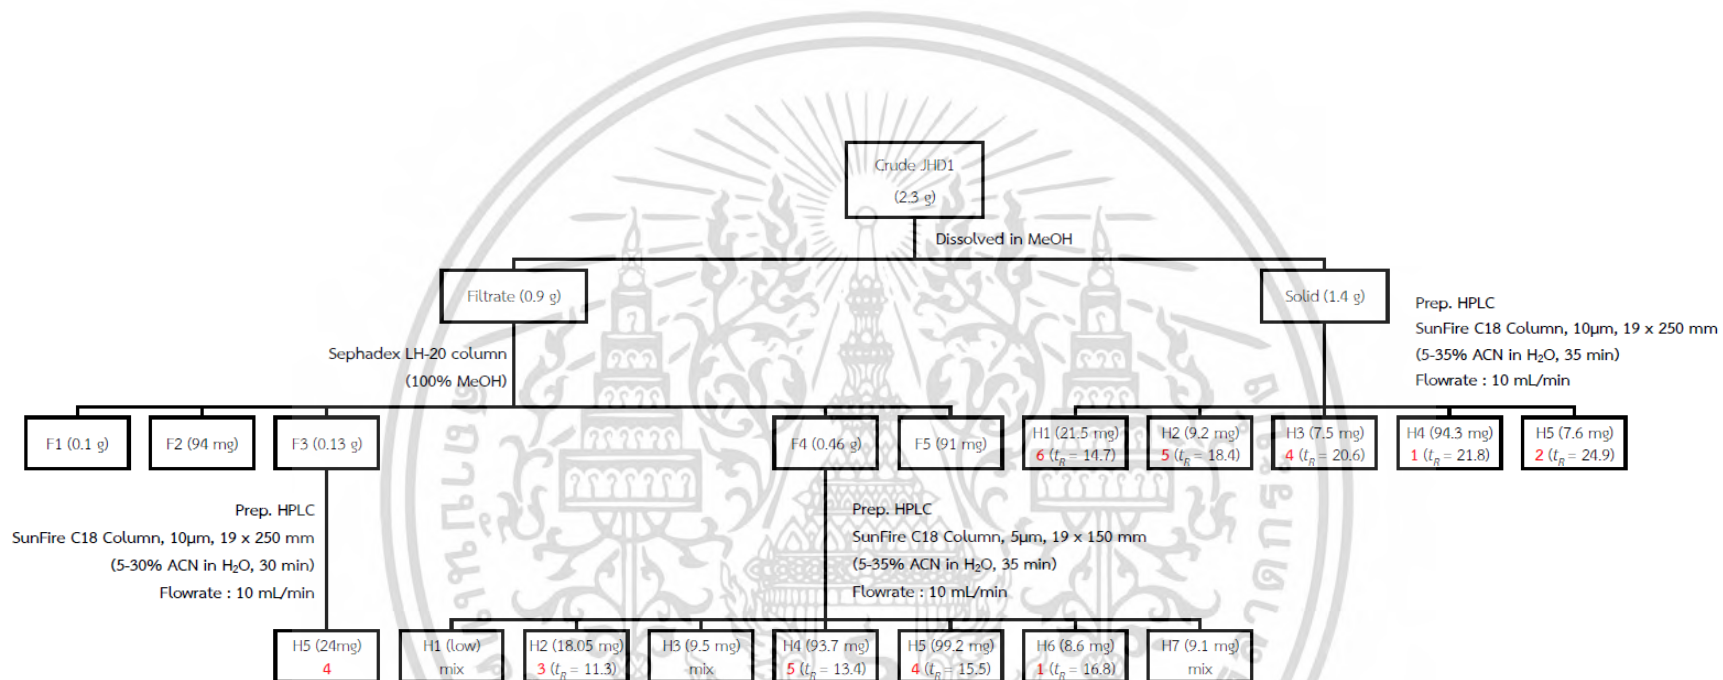 Crude JHD1
(2.3 g)
Dissolved in MeOH
Filtrate (0.9 g)
Solid (1.4 g)
Prep. HPLC
SunFire C18 Column, 10µm, 19 x 250 mm
(5-35% ACN in H₂O, 35 min)
Flowrate : 10 mL/min
Sephadex LH-20 column
(100% MeOH)
F1 (0.1 g)
F2 (94 mg)
F3 (0.13 g)
F4 (0.46 g)
F5 (91 mg)
H1 (21.5 mg)
6 (tR = 14.7)
H2 (9.2 mg)
5 (tR = 18.4)
H3 (7.5 mg)
4 (tR = 20.6)
H4 (94.3 mg)
1 (tR = 21.8)
H5 (7.6 mg)
2 (tR = 24.9)
Prep. HPLC
SunFire C18 Column, 10µm, 19 x 250 mm
(5-30% ACN in H₂O, 30 min)
Flowrate : 10 mL/min
Prep. HPLC
SunFire C18 Column, 5µm, 19 x 150 mm
(5-35% ACN in H₂O, 35 min)
Flowrate : 10 mL/min
H5 (24mg)
4
H1 (low)
mix
H2 (18.05 mg)
3 (tR = 11.3)
H3 (9.5 mg)
mix
H4 (93.7 mg)
5 (tR = 13.4)
H5 (99.2 mg)
4 (tR = 15.5)
H6 (8.6 mg)
1 (tR = 16.8)
H7 (9.1 mg)
mix